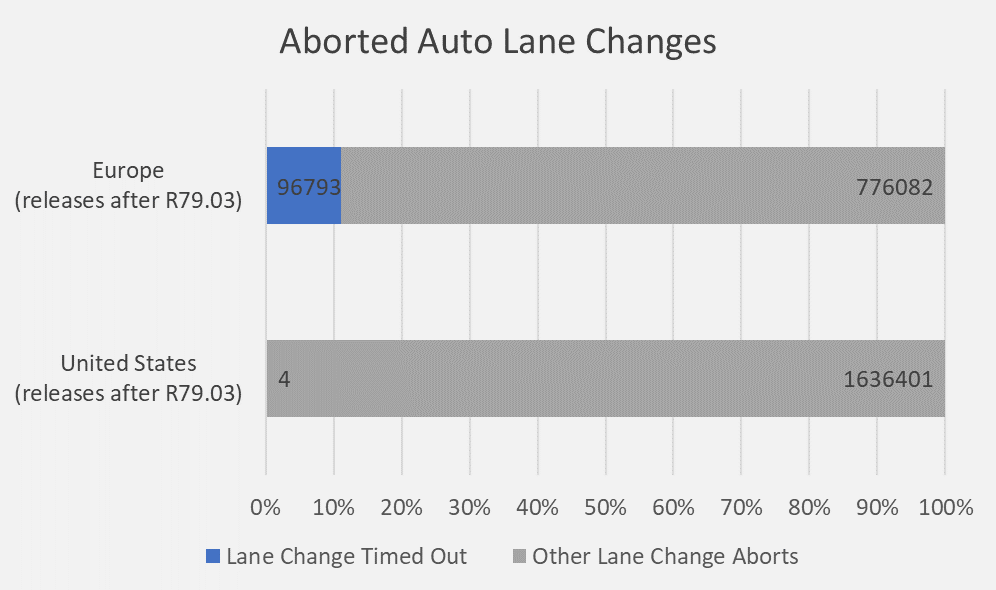 Aborted Auto Lane Changes
Europe
(releases after R79.03)
96793
776082
United States
(releases after R79.03)
4
1636401
0% 10% 20% 30% 40% 50% 60% 70% 80% 90% 100%
Lane Change Timed Out
Other Lane Change Aborts